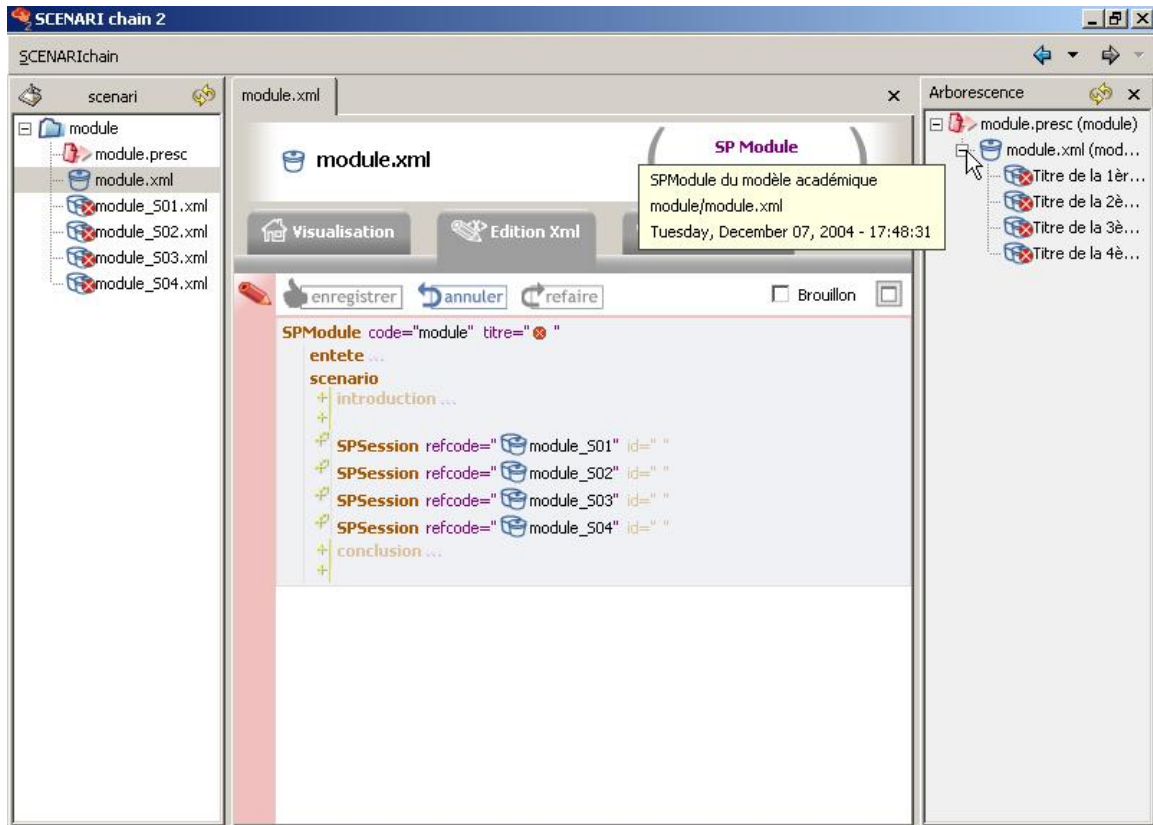 SCENARI chain 2
SCENARIchain
scenari
module
module.presc
module.xml
module_S01.xml
module_S02.xml
module_S03.xml
module_S04.xml
module.xml
module.xml
SP Module
SPModule du modèle académique
module/module.xml
Tuesday, December 07, 2004 - 17:48:31
Visualisation
Edition Xml
enregistrer annuler refaire Brouillon
SPModule code="module" titre=" "
entete ...
scenario
introduction ...
SPSession refcode=" module_S01" id=" "
SPSession refcode=" module_S02" id=" "
SPSession refcode=" module_S03" id=" "
SPSession refcode=" module_S04" id=" "
conclusion ...
Arborescence
module.presc (module)
module.xml (mod...
Titre de la 1èr...
Titre de la 2è...
Titre de la 3è...
Titre de la 4è...